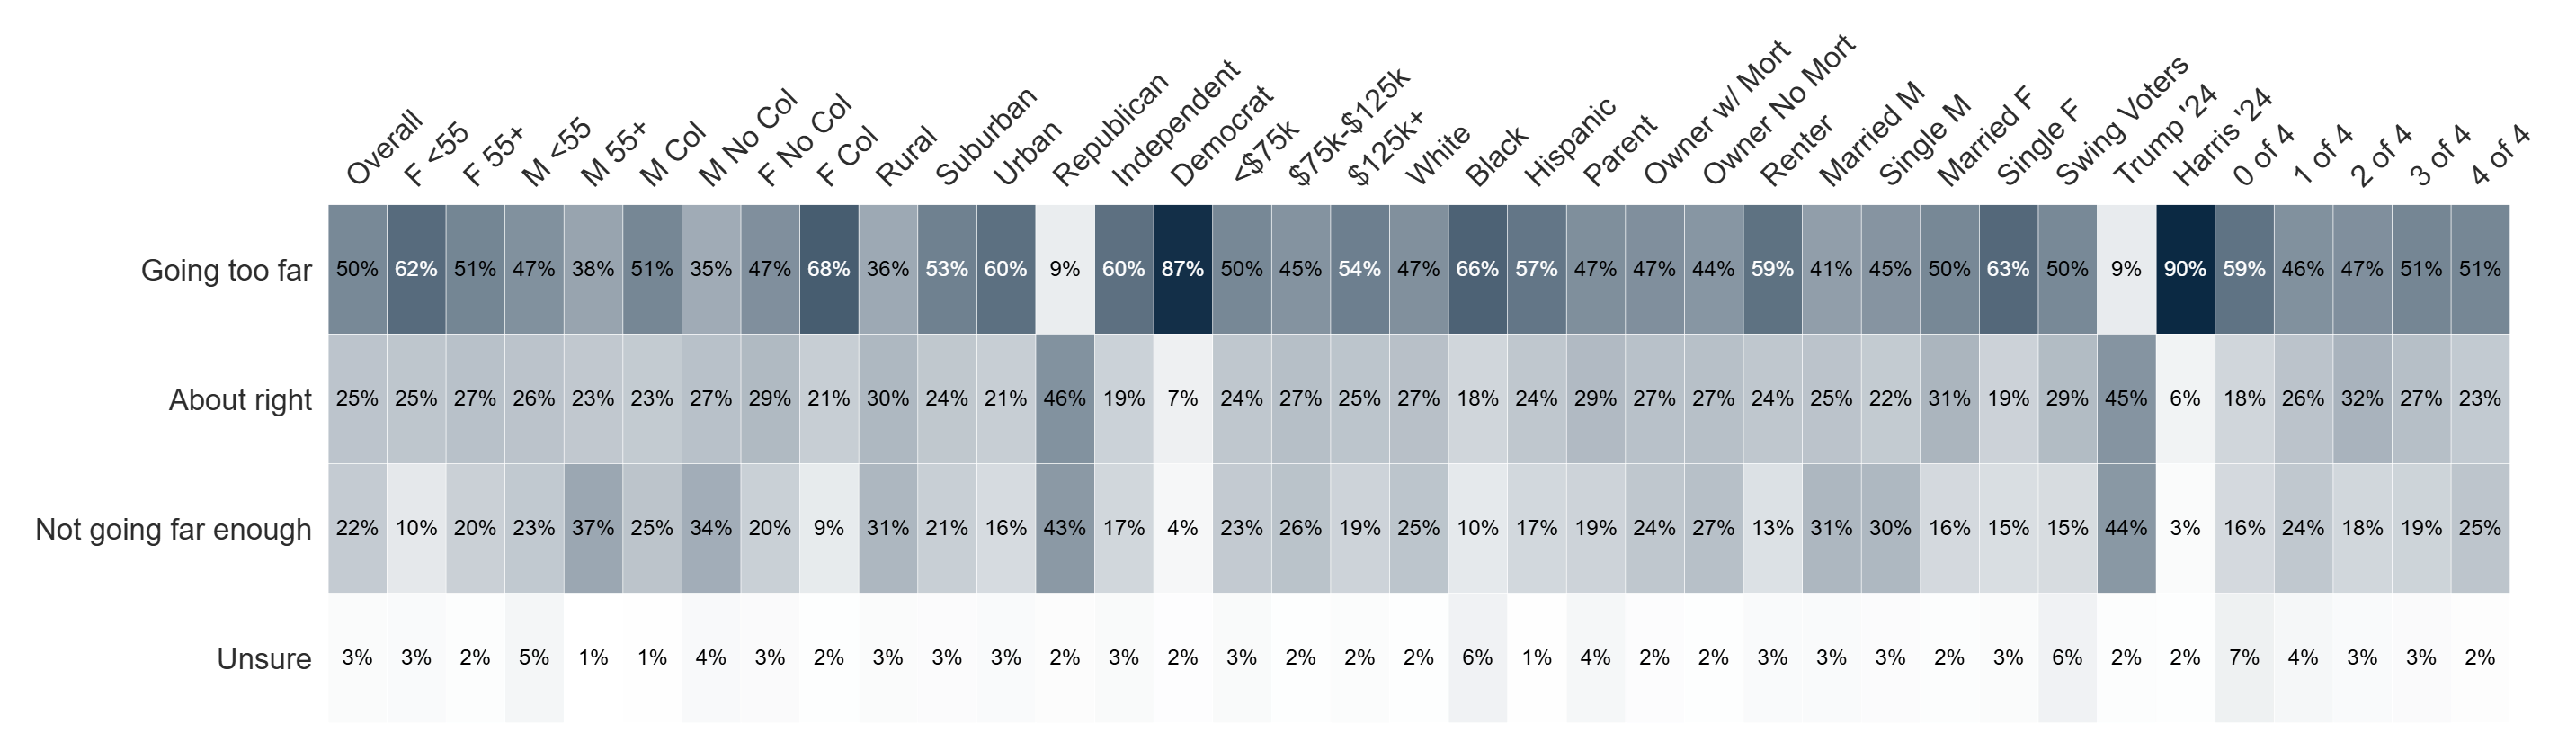 Overall F <55 F 55+ M <55 M 55+ M Col M No Col F No Col F Col Rural Suburban Urban Republican Independent Democrat <$75k $75k-$125k $125k+ White Black Hispanic Parent Owner w/ Mort Owner No Mort Renter Married M Single M Married F Single F Swing Voters Trump '24 Harris '24 0 of 4 1 of 4 2 of 4 3 of 4 4 of 4
Going too far 50% 62% 51% 47% 38% 51% 35% 47% 68% 36% 53% 60% 9% 60% 87% 50% 45% 54% 47% 66% 57% 47% 47% 44% 59% 41% 45% 50% 63% 50% 9% 90% 59% 46% 47% 51% 51%
About right 25% 25% 27% 26% 23% 23% 27% 29% 21% 30% 24% 21% 46% 19% 7% 24% 27% 25% 27% 18% 24% 29% 27% 27% 24% 25% 22% 31% 19% 29% 45% 6% 18% 26% 32% 27% 23%
Not going far enough 22% 10% 20% 23% 37% 25% 34% 20% 9% 31% 21% 16% 43% 17% 4% 23% 26% 19% 25% 10% 17% 19% 24% 27% 13% 31% 30% 16% 15% 15% 44% 3% 16% 24% 18% 19% 25%
Unsure 3% 3% 2% 5% 1% 1% 4% 3% 2% 3% 3% 3% 2% 3% 2% 3% 2% 2% 2% 6% 1% 4% 2% 2% 3% 3% 3% 2% 3% 6% 2% 2% 7% 4% 3% 3% 2%